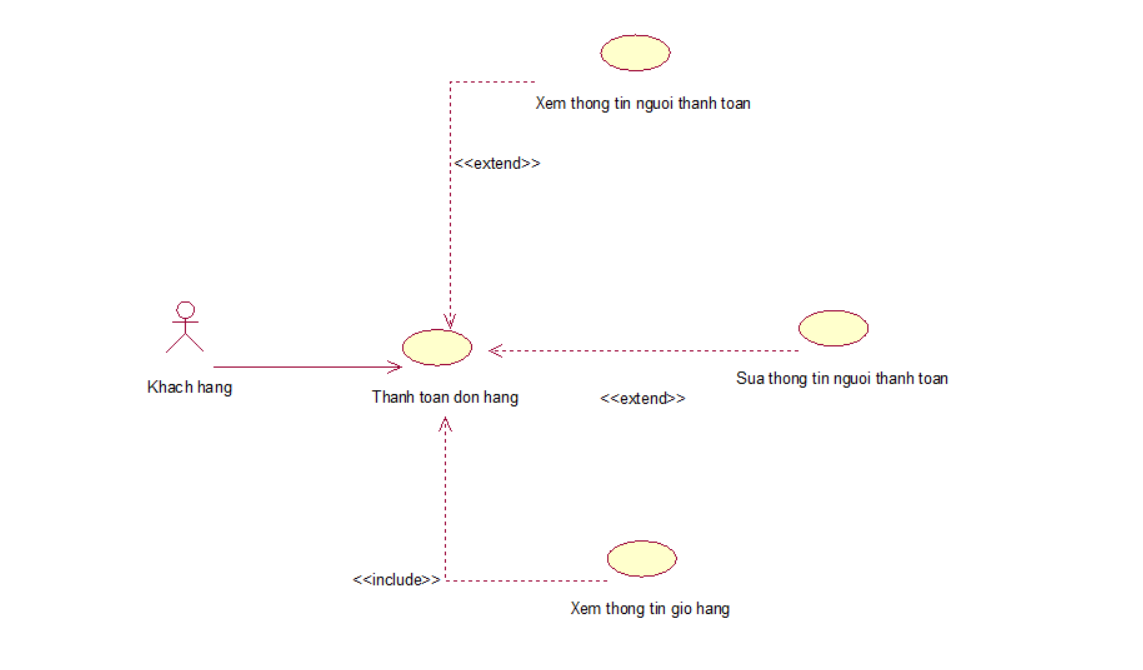 Xem thong tin nguoi thanh toan
<<extend>>
Khach hang
Thanh toan don hang
Sua thong tin nguoi thanh toan
<<extend>>
<<include>>
Xem thong tin gio hang